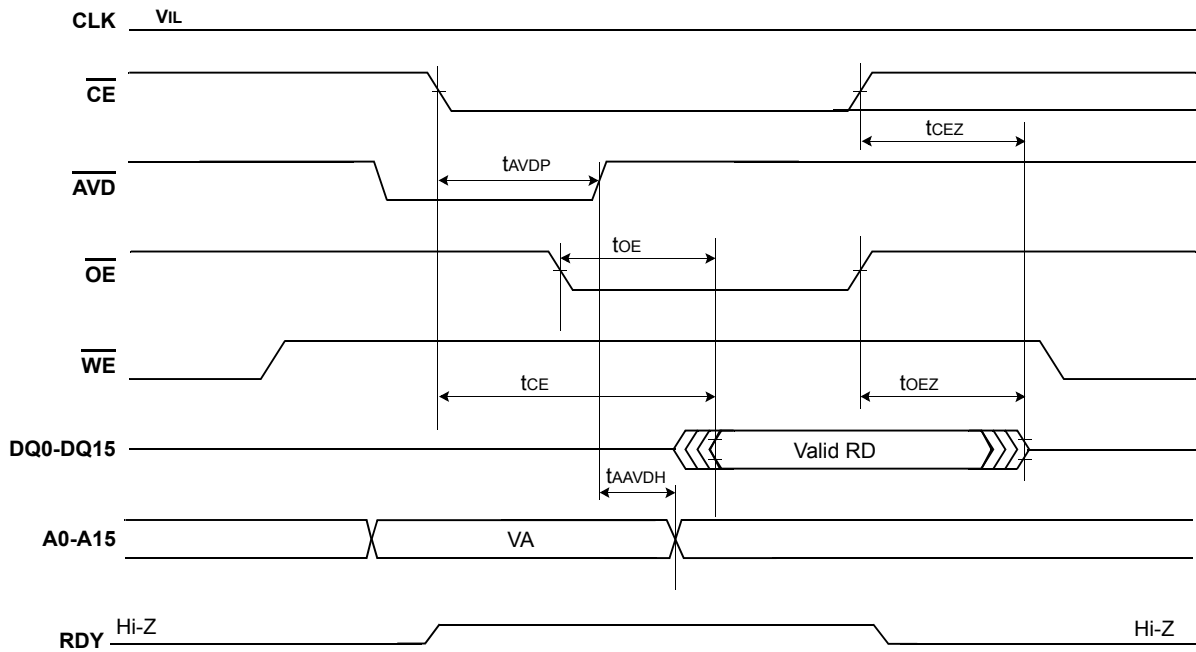 CLK VIL
CE
tCEZ
AVD tAVDP
OE tOE
WE
tCE tOEZ
DQ0-DQ15 Valid RD
tAAVDH
A0-A15 VA
RDY Hi-Z Hi-Z